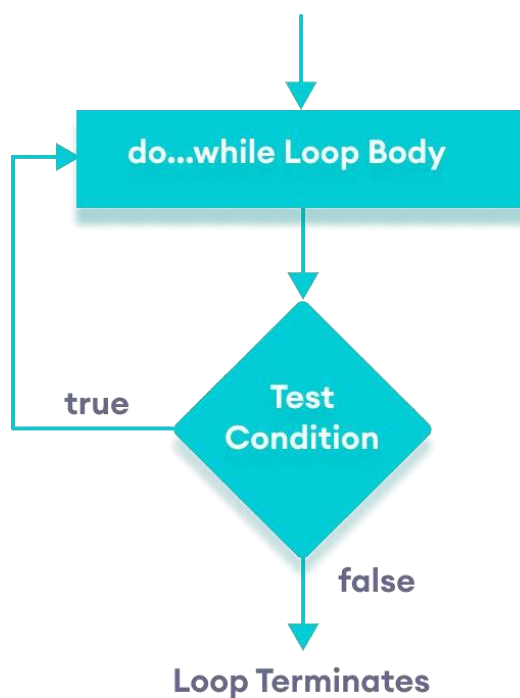 do...while Loop Body
true
Test
Condition
false
Loop Terminates